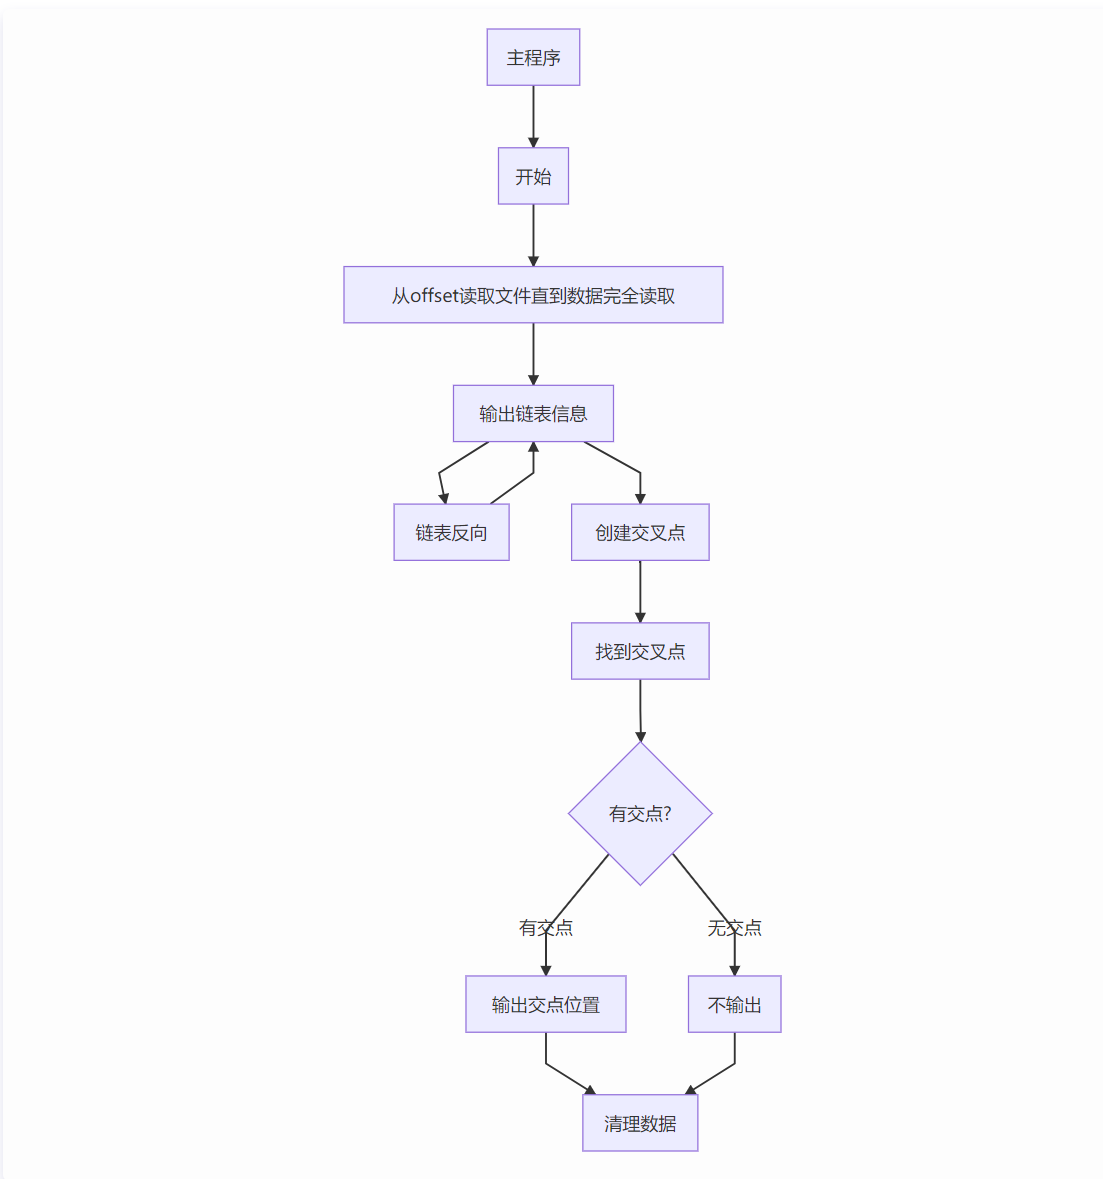 主程序
开始
从offset读取文件直到数据完全读取
输出链表信息
链表反向
创建交叉点
找到交叉点
有交点?
有交点
无交点
输出交点位置
不输出
清理数据